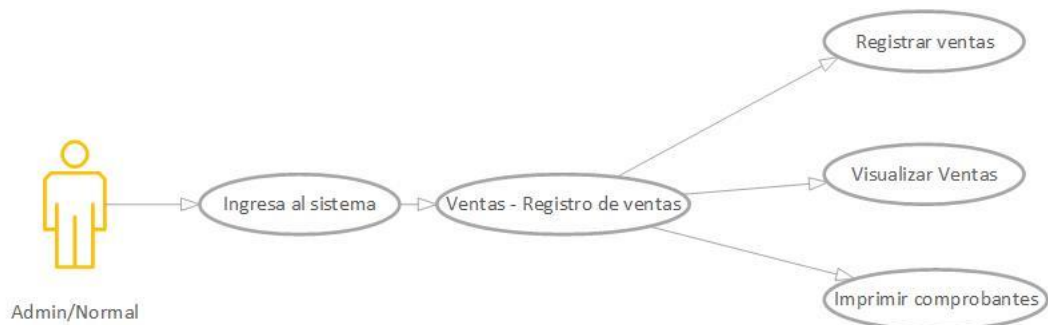 Registrar ventas
Visualizar Ventas
Ingresa al sistema
Ventas - Registro de ventas
Imprimir comprobantes
Admin/Normal